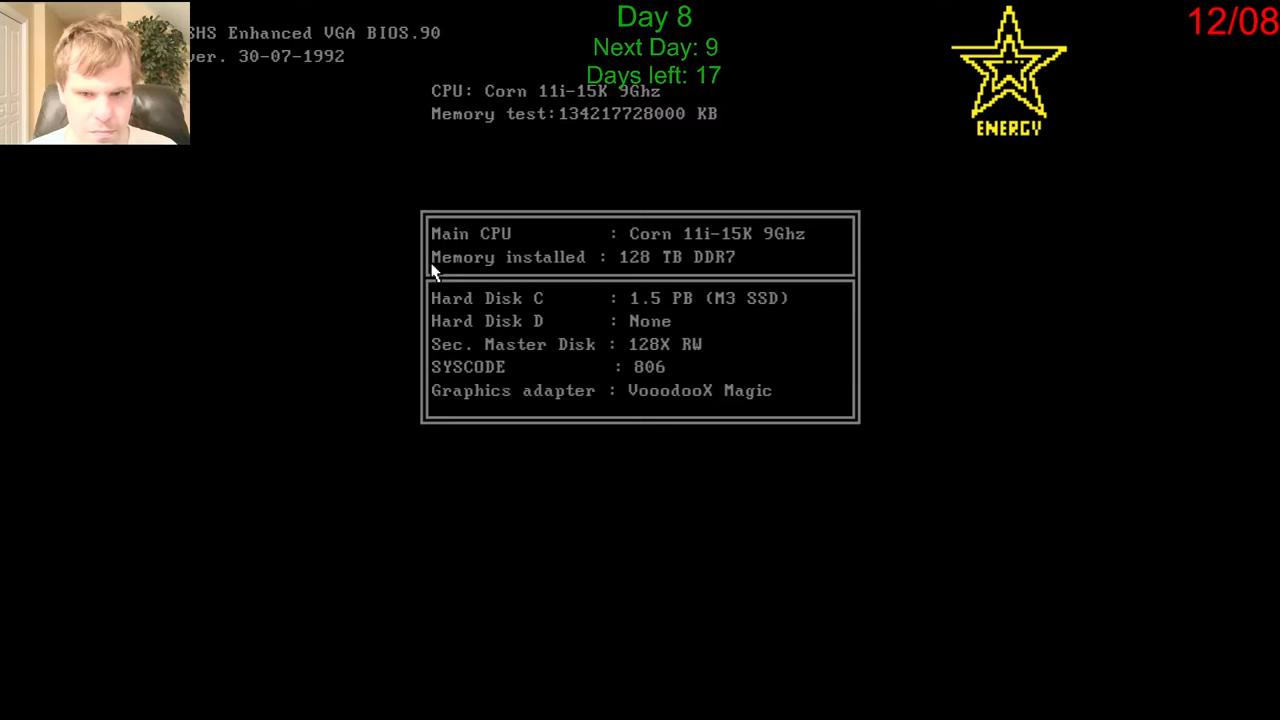 SHS Enhanced VGA BIOS.90
ver. 30-07-1992
Day 8
Next Day: 9
Days left: 17
12/08
ENERGY
CPU: Corn 11i-15K 9Ghz
Memory test:134217728000 KB
Main CPU : Corn 11i-15K 9Ghz
Memory installed : 128 TB DDR7
Hard Disk C : 1.5 PB (M3 SSD)
Hard Disk D : None
Sec. Master Disk : 128X RW
SYSCODE : 806
Graphics adapter : VooodooX Magic